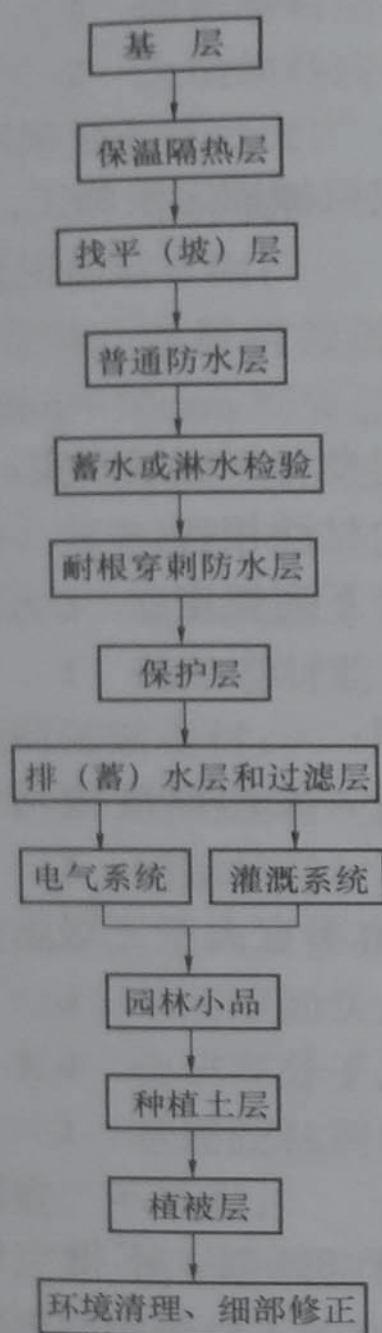 基 层
保温隔热层
找平（坡）层
普通防水层
蓄水或淋水检验
耐根穿刺防水层
保护层
排（蓄）水层和过滤层
电气系统
灌溉系统
园林小品
种植土层
植被层
环境清理、细部修正